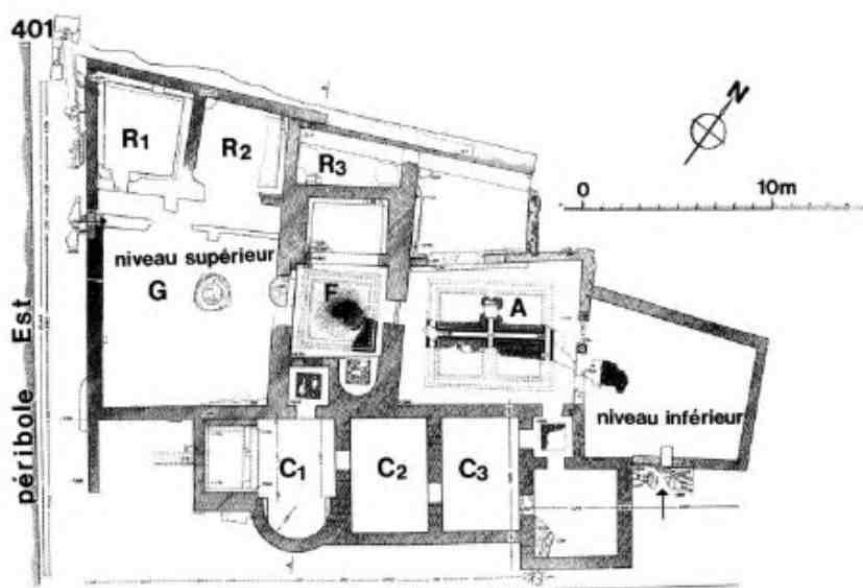 401
N
R1
R2
R3
0
10m
niveau supérieur
G
F
A
niveau inférieur
C1
C2
C3
péribole Est